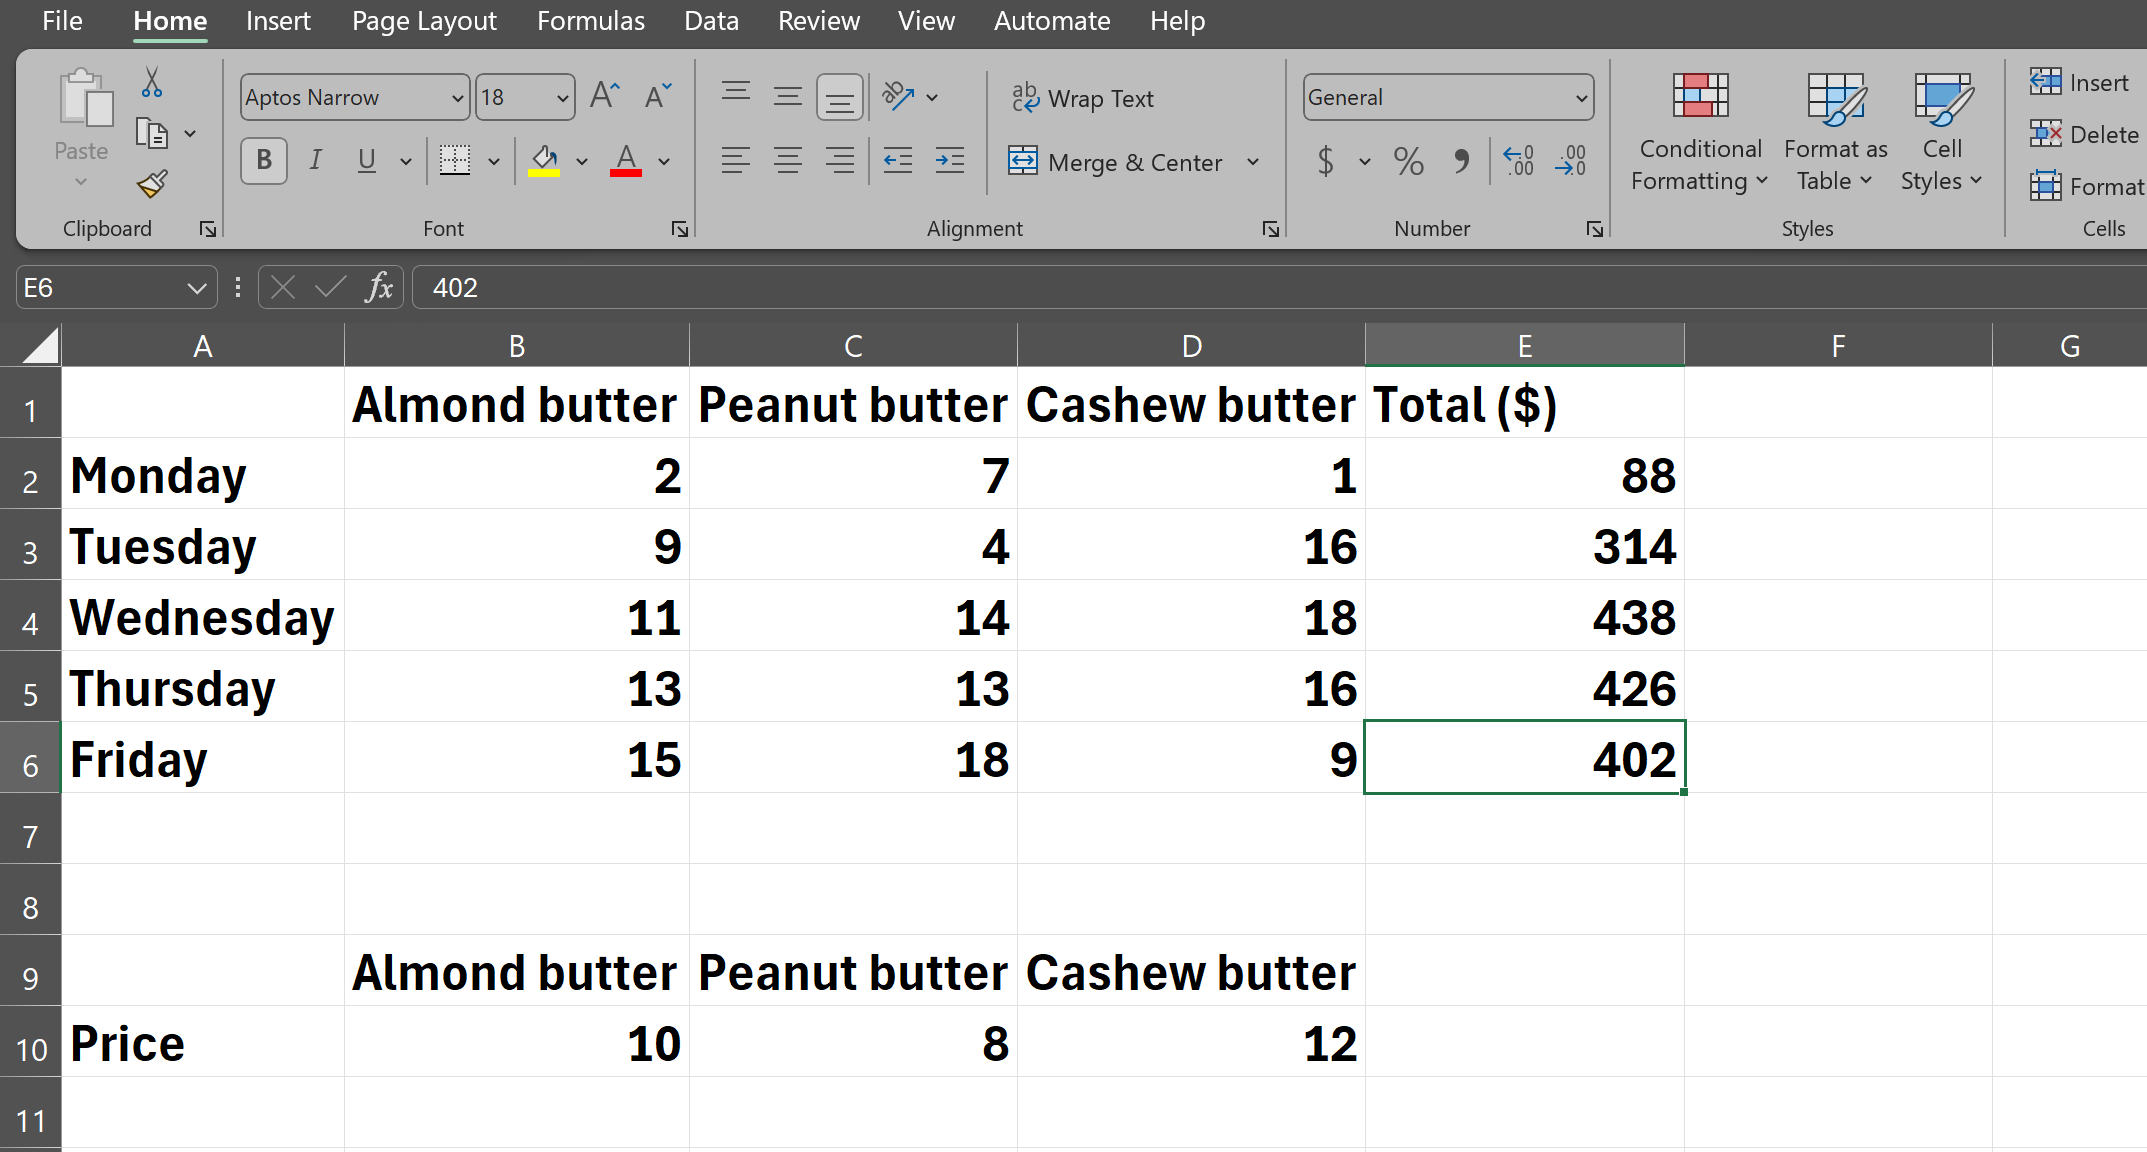 File Home Insert Page Layout Formulas Data Review View Automate Help
Aptos Narrow 18 A A ab Wrap Text General Insert
Paste Conditional Formatting Format as Table Cell Styles Delete
B I U A Merge & Center $ % , .00 .0 Format
Clipboard Font Alignment Number Styles Cells
E6 fx 402
A B C D E F G
1 Almond butter Peanut butter Cashew butter Total ($)
2 Monday 2 7 1 88
3 Tuesday 9 4 16 314
4 Wednesday 11 14 18 438
5 Thursday 13 13 16 426
6 Friday 15 18 9 402
7
8
9 Almond butter Peanut butter Cashew butter
10 Price 10 8 12
11